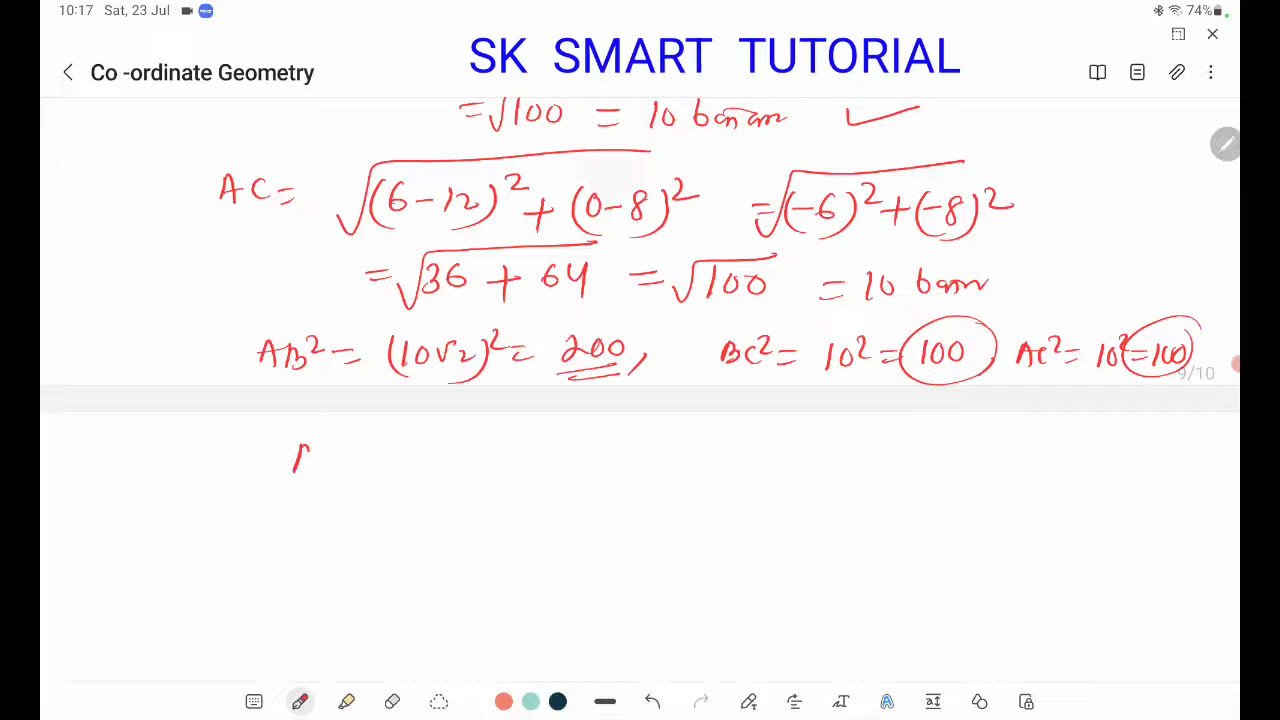 10:17 Sat, 23 Jul 74%
SK SMART TUTORIAL
Co -ordinate Geometry
=√100 = 10
AC= √(6-12)² + (0-8)² =√(-6)²+(-8)²
=√36 + 64 =√100 = 10
AB² = (10√2)² = 200, BC² = 10² = 100 AC² = 10² = 100
9/10